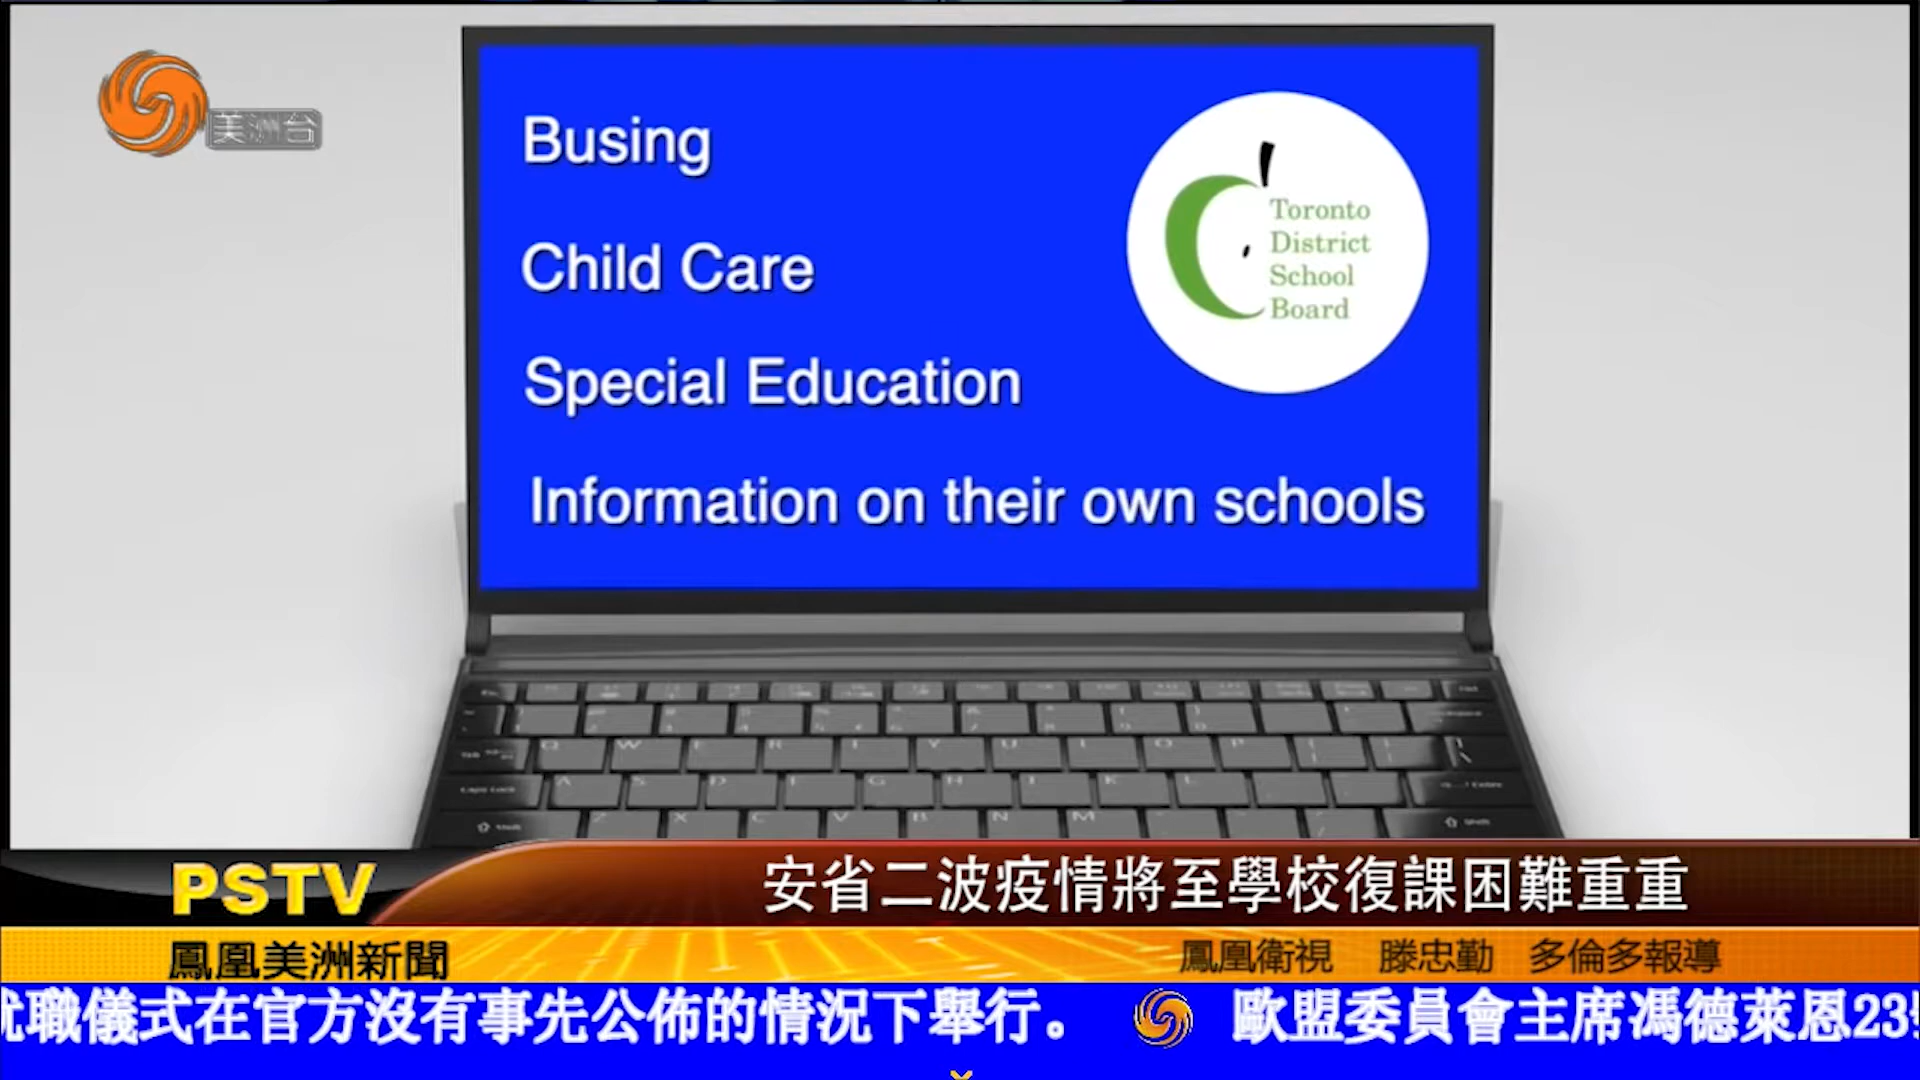 美洲台
Busing
Child Care
Special Education
Information on their own schools
Toronto
District
School
Board
PSTV
安省二波疫情將至學校復課困難重重
鳳凰美洲新聞
鳳凰衛視 滕忠勤 多倫多報導
職儀式在官方沒有事先公佈的情況下舉行。 歐盟委員會主席馮德萊恩23